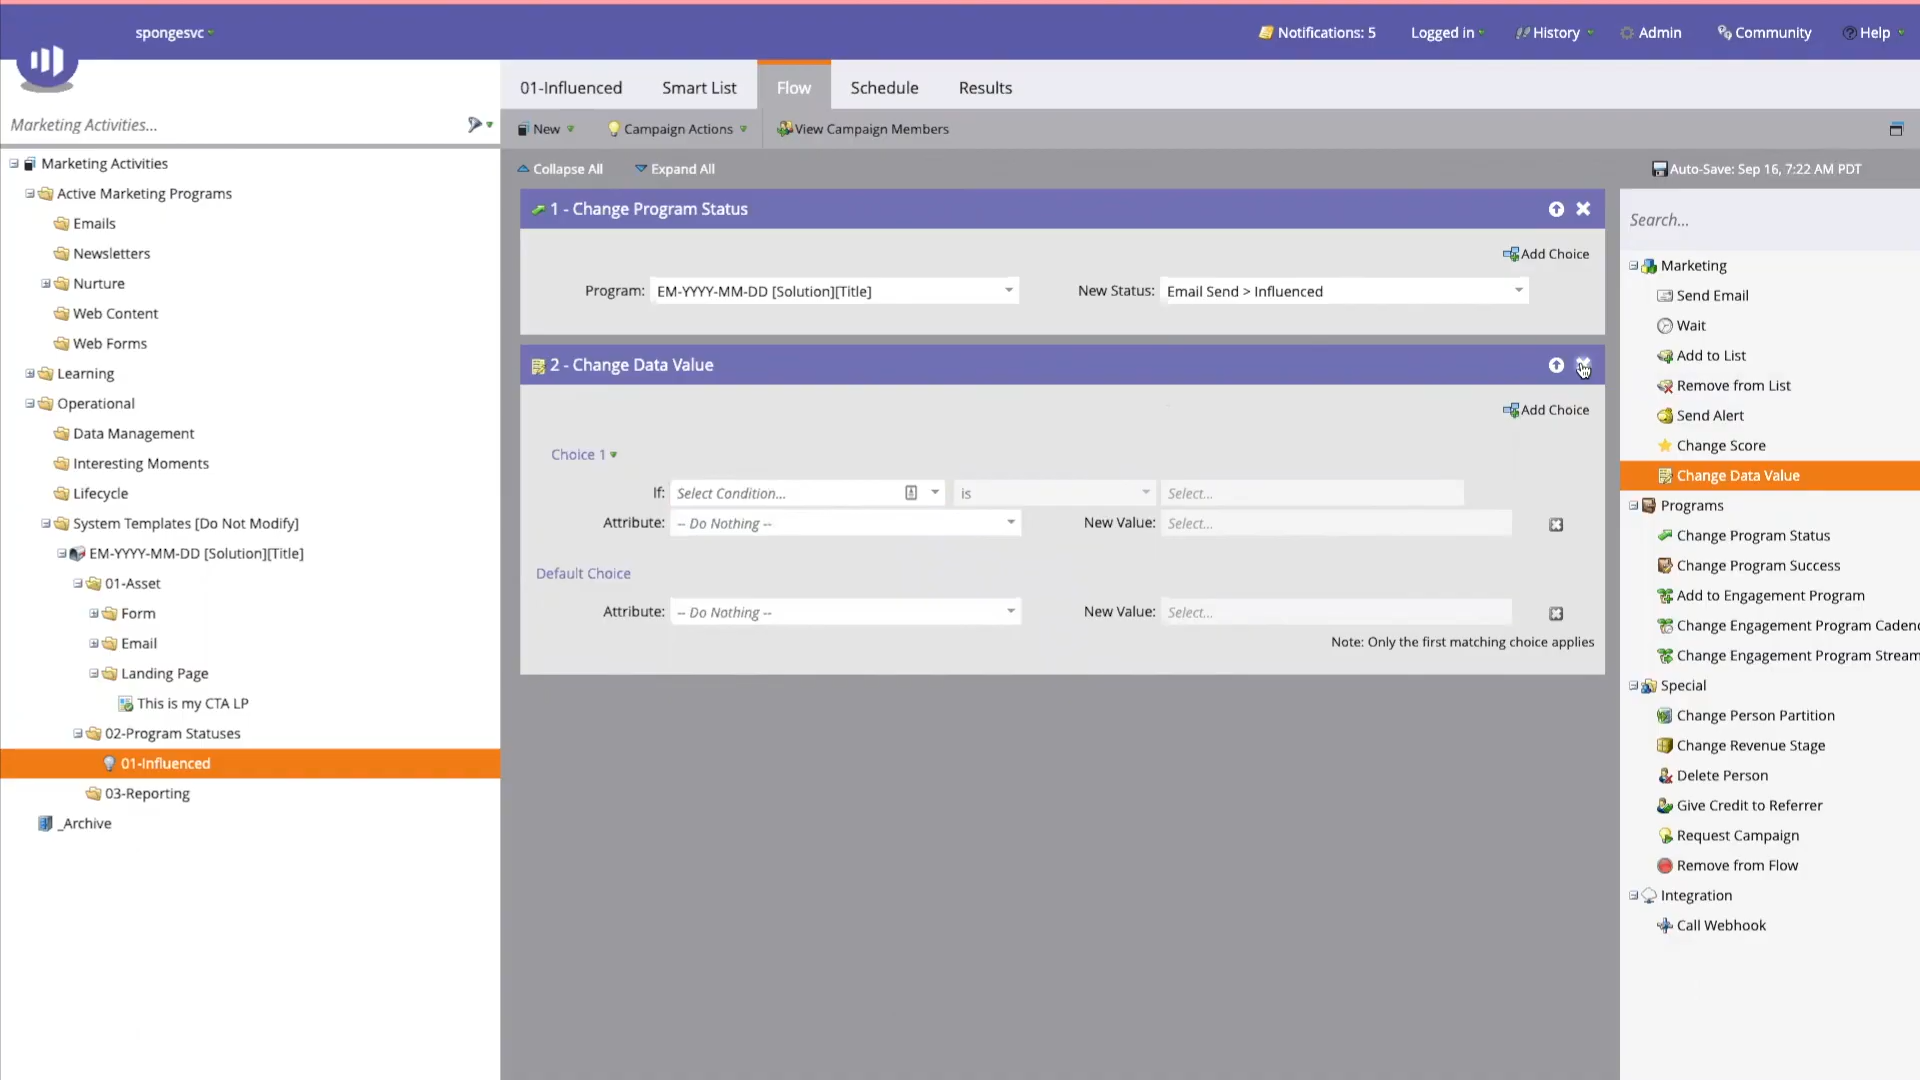 spongesvc
Notifications: 5
Logged in
History
Admin
Community
Help
Marketing Activities...
01-Influenced
Smart List
Flow
Schedule
Results
New
Campaign Actions
View Campaign Members
Collapse All
Expand All
Auto-Save: Sep 16, 7:22 AM PDT
Marketing Activities
Active Marketing Programs
Emails
Newsletters
Nurture
Web Content
Web Forms
Learning
Operational
Data Management
Interesting Moments
Lifecycle
System Templates [Do Not Modify]
EM-YYYY-MM-DD [Solution][Title]
01-Asset
Form
Email
Landing Page
This is my CTA LP
02-Program Statuses
01-Influenced
03-Reporting
_Archive
1 - Change Program Status
Add Choice
Program: EM-YYYY-MM-DD [Solution][Title] New Status: Email Send > Influenced
2 - Change Data Value
Add Choice
Choice 1
If: Select Condition... is Select...
Attribute: -- Do Nothing -- New Value: Select...
Default Choice
Attribute: -- Do Nothing -- New Value: Select...
Note: Only the first matching choice applies
Search...
Marketing
Send Email
Wait
Add to List
Remove from List
Send Alert
Change Score
Change Data Value
Programs
Change Program Status
Change Program Success
Add to Engagement Program
Change Engagement Program Cadenc
Change Engagement Program Stream
Special
Change Person Partition
Change Revenue Stage
Delete Person
Give Credit to Referrer
Request Campaign
Remove from Flow
Integration
Call Webhook